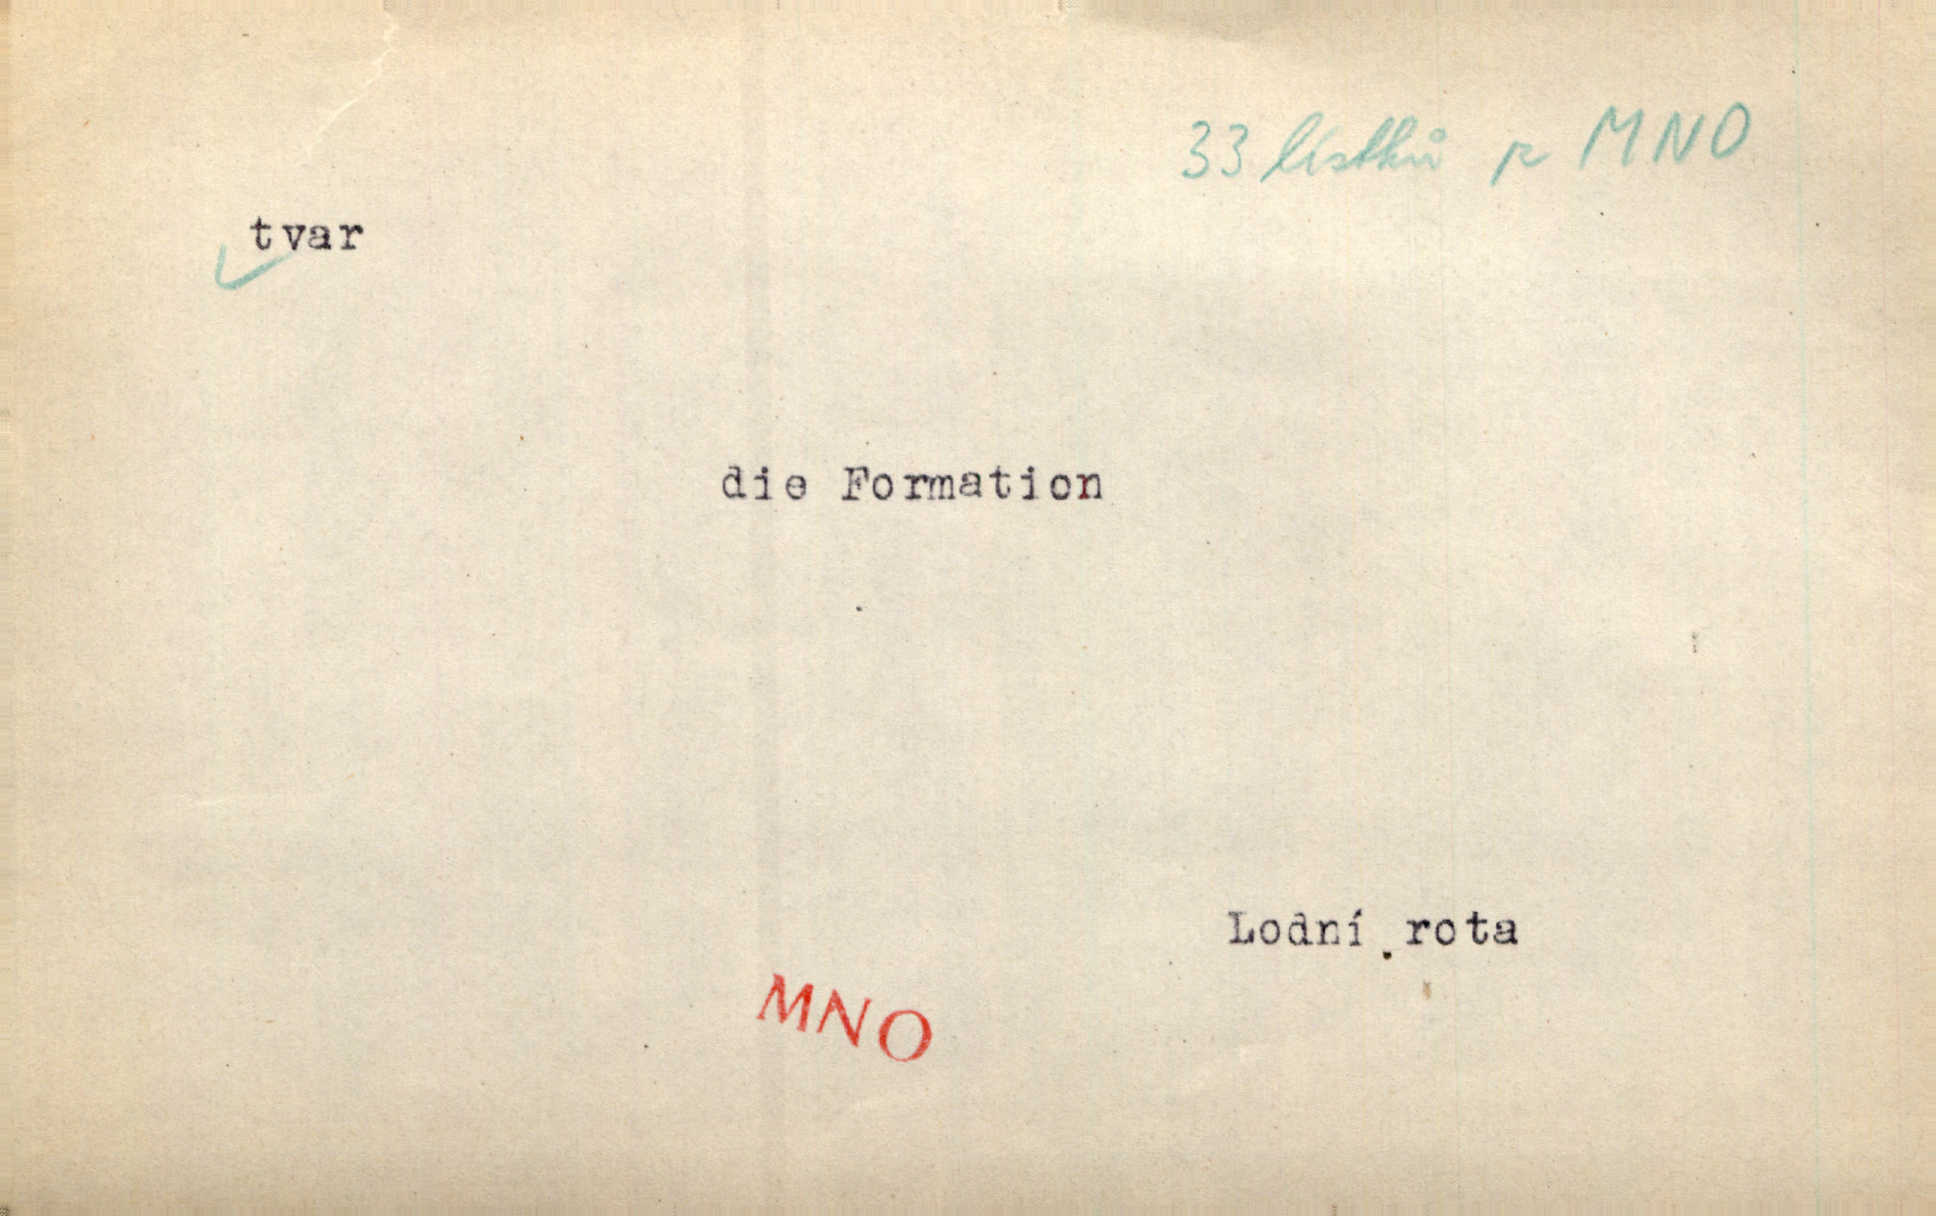 33 lístků z MNO
tvar
die Formation
Lodní rota
MNO